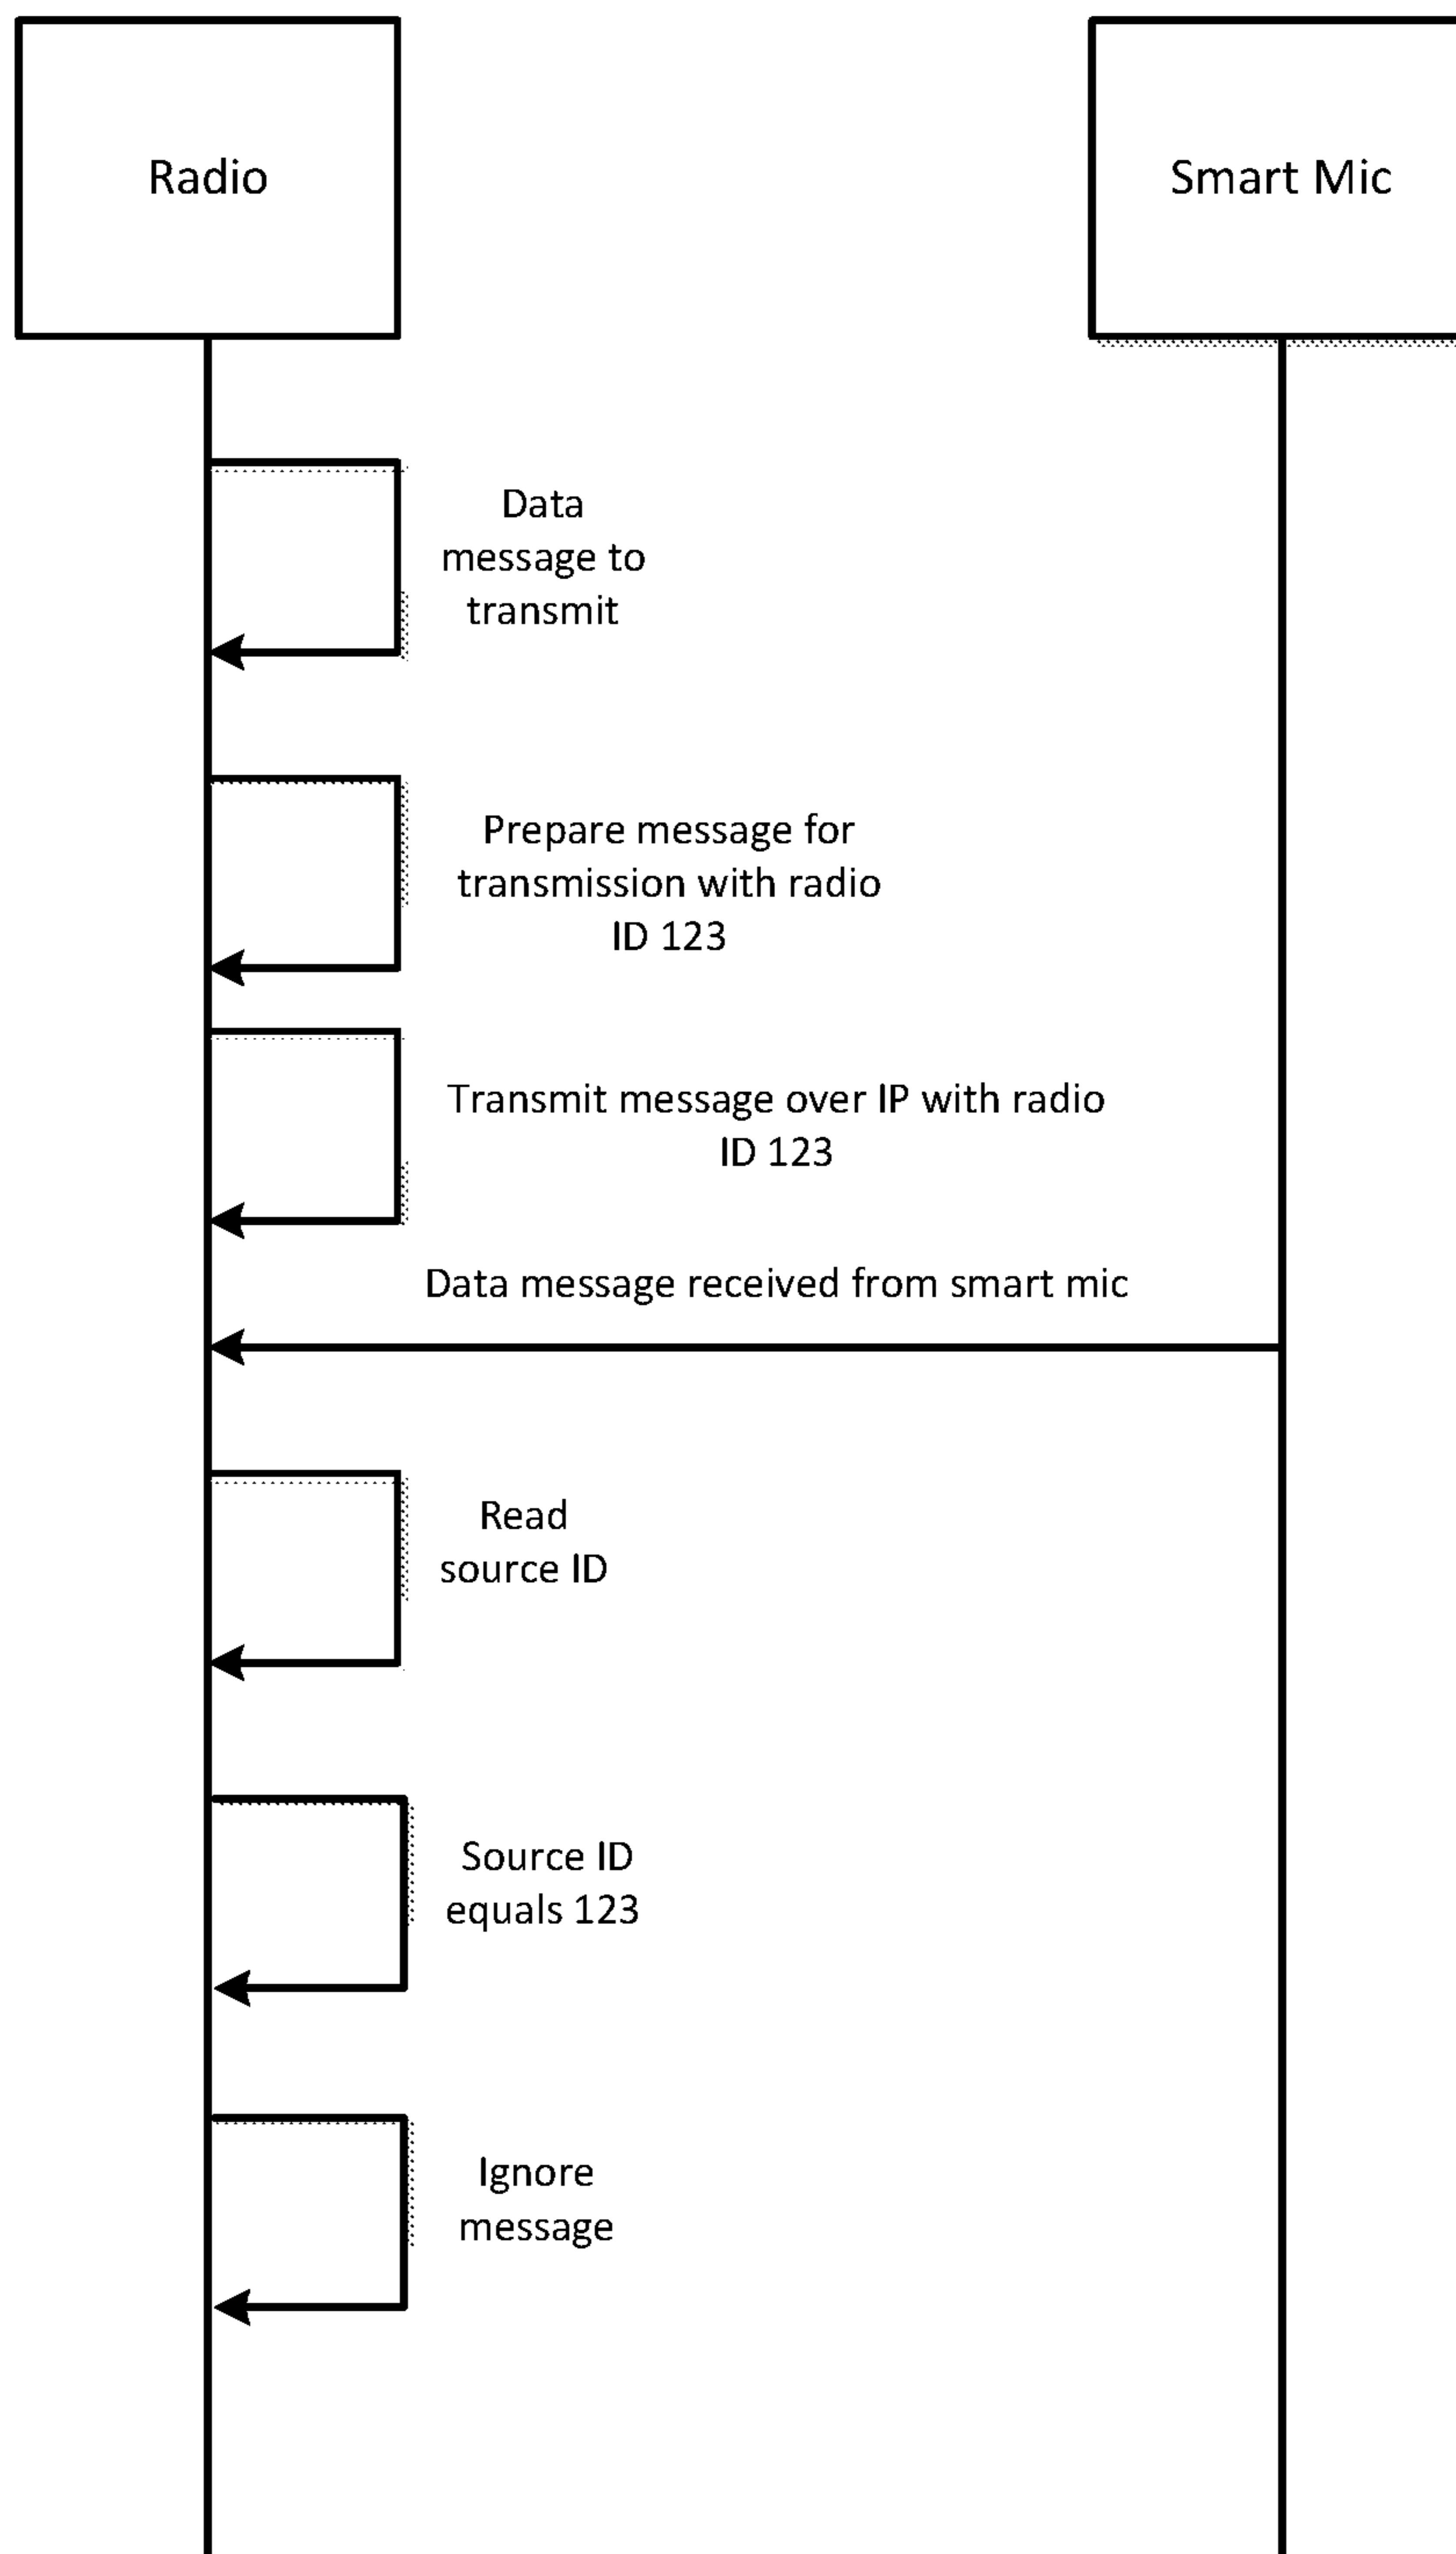 Radio
Smart Mic
Data
message to
transmit
Prepare message for
transmission with radio
ID 123
Transmit message over IP with radio
ID 123
Data message received from smart mic
Read
source ID
Source ID
equals 123
Ignore
message